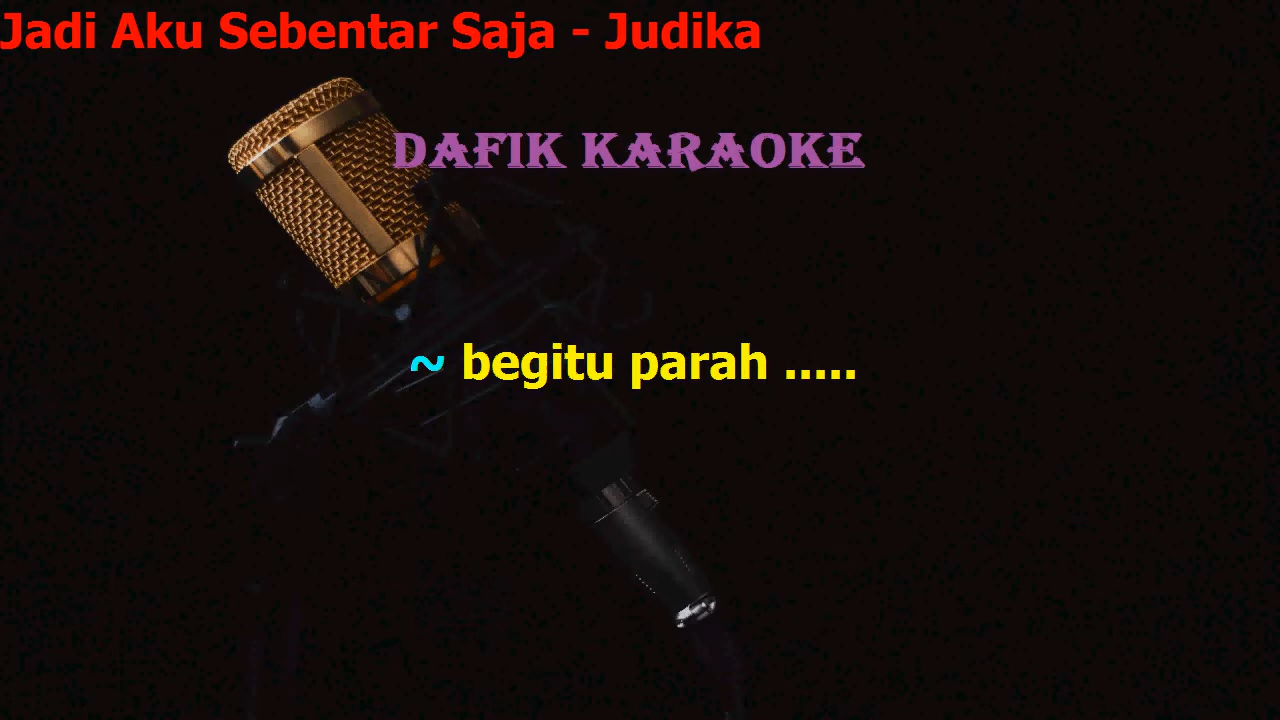 Jadi Aku Sebentar Saja - Judika
DAFIK KARAOKE
~ begitu parah .....